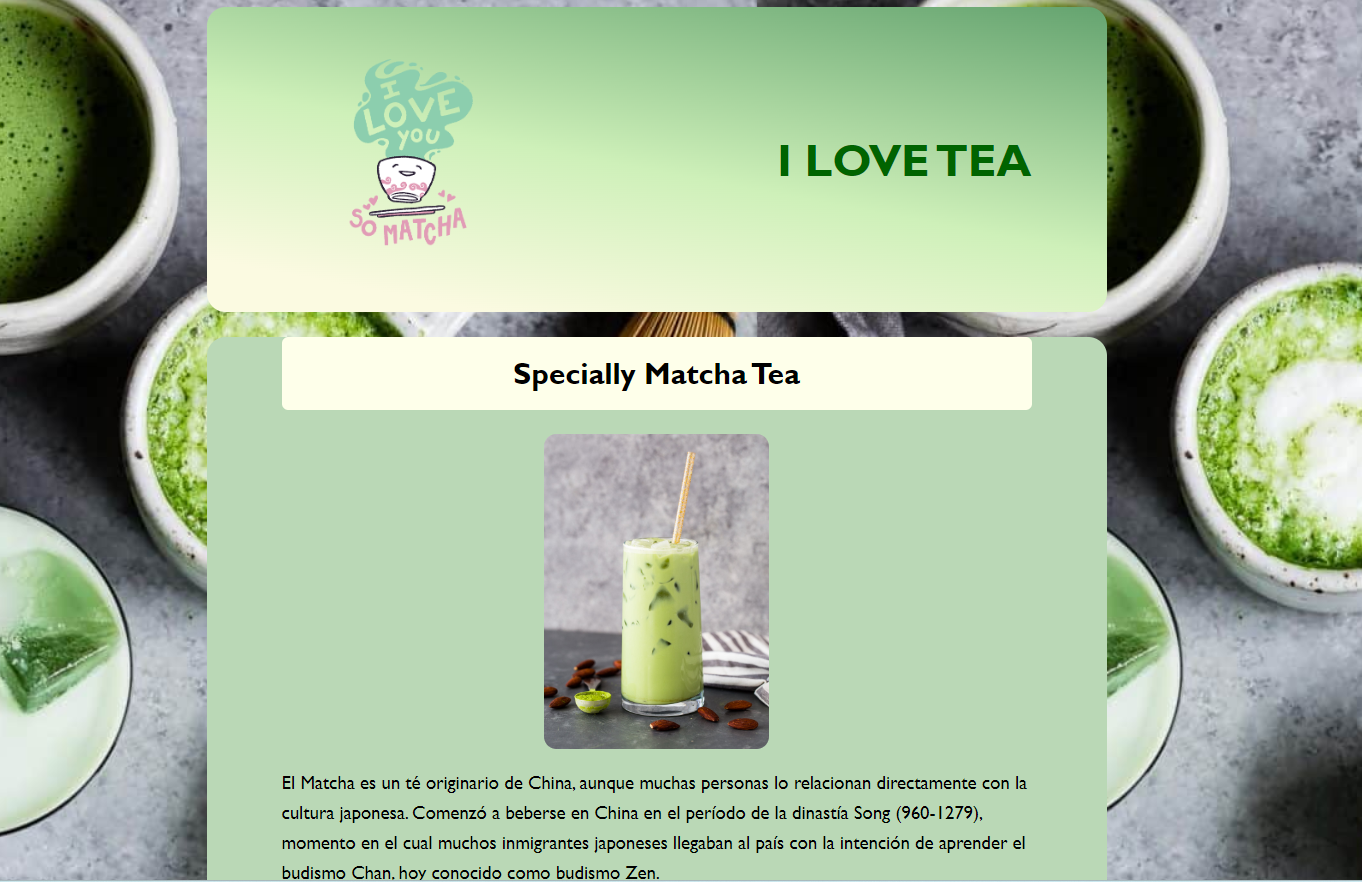 I
LOVE
YOU
SO MATCHA
I LOVE TEA
Specially Matcha Tea
El Matcha es un té originario de China, aunque muchas personas lo relacionan directamente con la
cultura japonesa. Comenzó a beberse en China en el período de la dinastía Song (960-1279),
momento en el cual muchos inmigrantes japoneses llegaban al país con la intención de aprender el
budismo Chan, hoy conocido como budismo Zen.